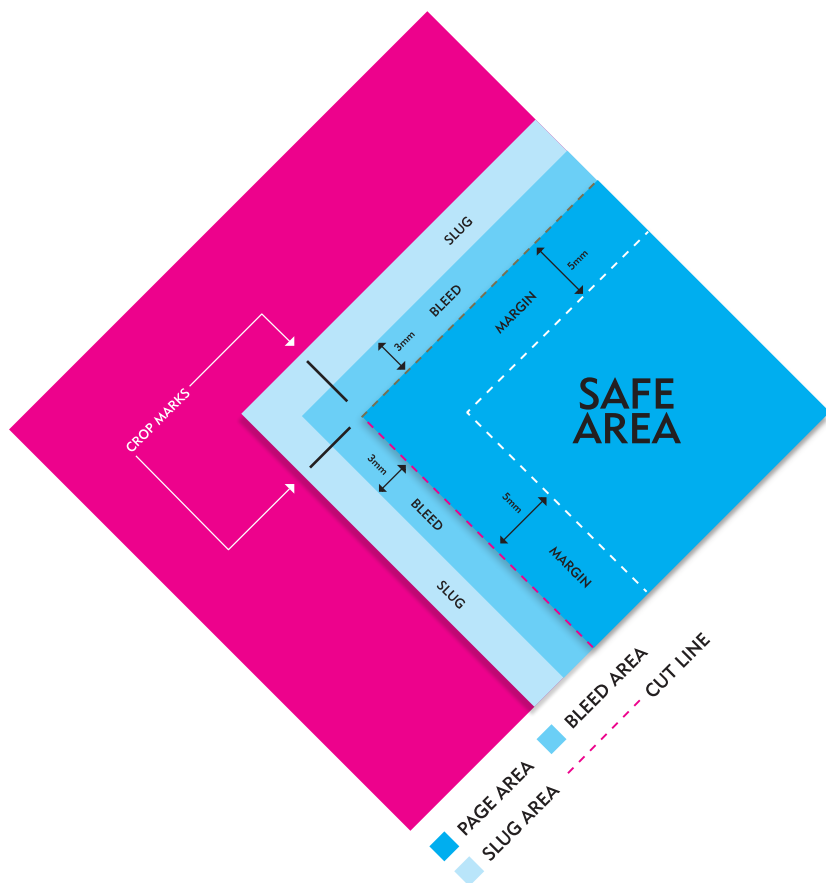 SLUG
BLEED
MARGIN
5mm
3mm
CROP MARKS
SAFE
AREA
3mm
5mm
BLEED
MARGIN
SLUG
PAGE AREA
BLEED AREA
SLUG AREA
CUT LINE